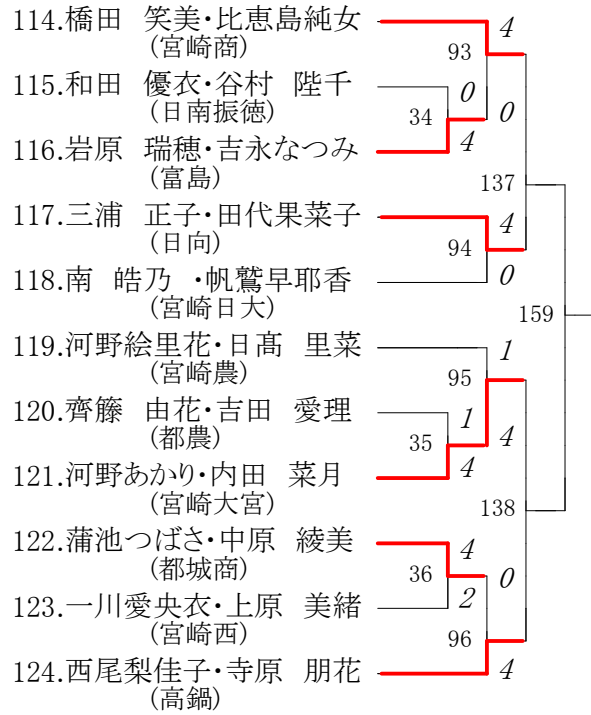 114.橋田　笑美・比恵島純女
(宮崎商)
115.和田　優衣・谷村　陛千
(日南振徳)
116.岩原　瑞穂・吉永なつみ
(富島)
117.三浦　正子・田代果菜子
(日向)
118.南　皓乃　・帆鷲早耶香
(宮崎日大)
119.河野絵里花・日髙　里菜
(宮崎農)
120.齊籐　由花・吉田　愛理
(都農)
121.河野あかり・内田　菜月
(宮崎大宮)
122.蒲池つばさ・中原　綾美
(都城商)
123.一川愛央衣・上原　美緒
(宮崎西)
124.西尾梨佳子・寺原　朋花
(高鍋)
4
93
0
34
0
4
137
4
94
0
159
1
95
1
35
4
4
138
4
36
0
2
96
4